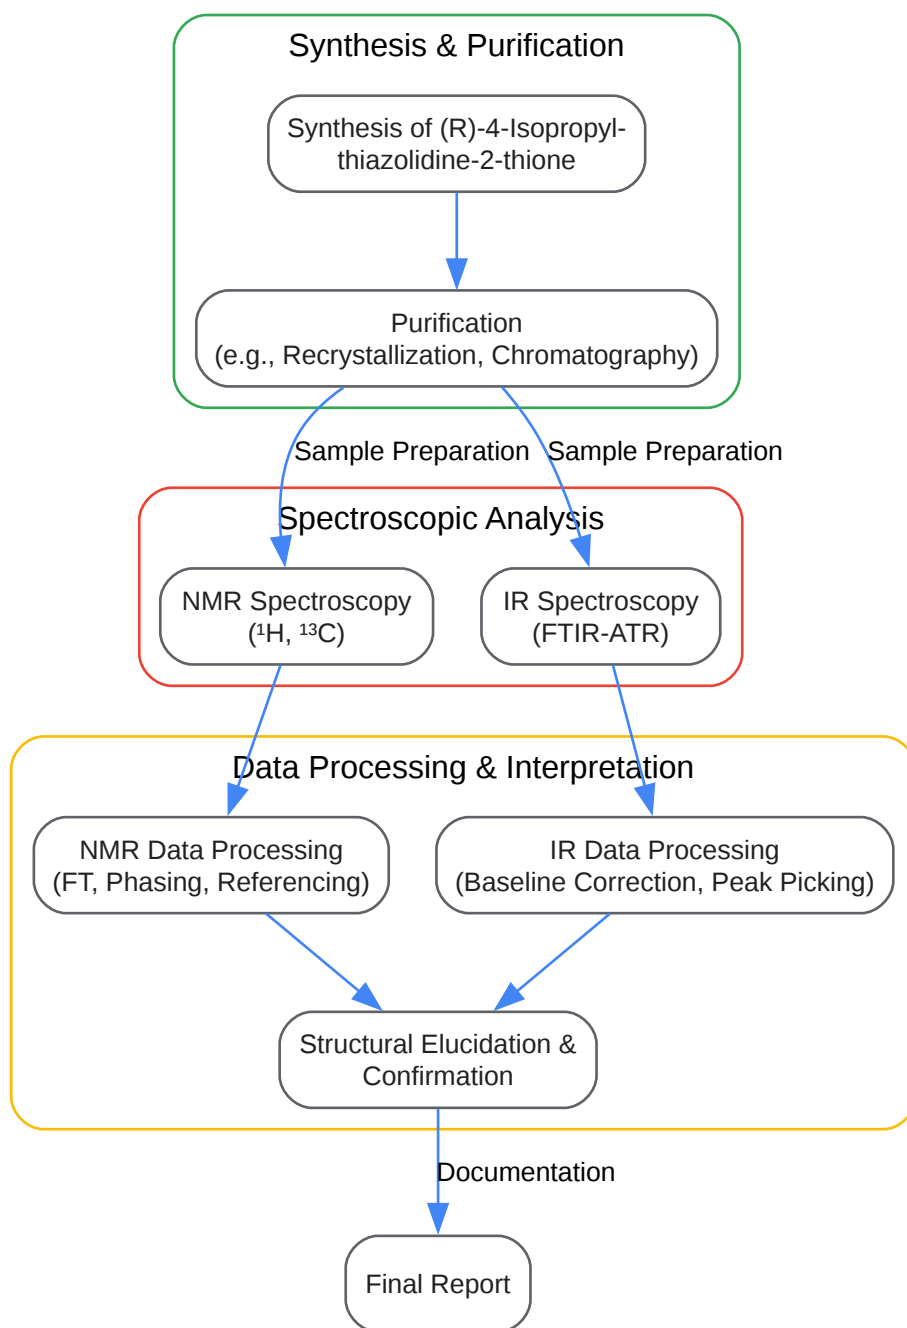 Synthesis & Purification
Synthesis of (R)-4-Isopropyl-
thiazolidine-2-thione
Purification
(e.g., Recrystallization, Chromatography)
Sample Preparation
Sample Preparation
Spectroscopic Analysis
NMR Spectroscopy
(¹H, ¹³C)
IR Spectroscopy
(FTIR-ATR)
Data Processing & Interpretation
NMR Data Processing
(FT, Phasing, Referencing)
IR Data Processing
(Baseline Correction, Peak Picking)
Structural Elucidation &
Confirmation
Documentation
Final Report